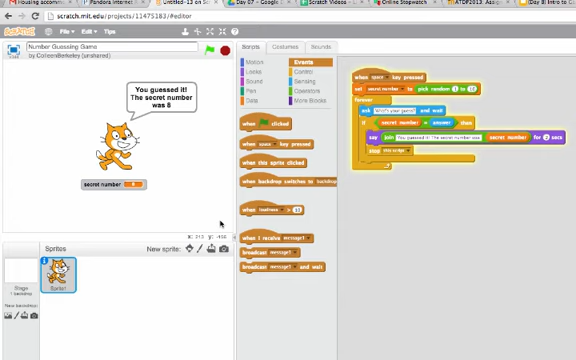 Housing accommo
Pandora Intern
Untitled-13 on Scratch
Day 07 - Google
Scratch Videos
Online Stopwatch
ATDP2013: Assign
(Day 8) Intro to
scratch.mit.edu/projects/11475183/#editor
SCRATCH
File
Edit
Tips
Number Guessing Game
by ColleenBerkeley (unshared)
You guessed it!
The secret number
was 8
secret number
Sprites
New sprite:
Stage
1 backdrop
New backdrop:
Sprite1
Scripts
Costumes
Sounds
Motion
Events
Looks
Control
Sound
Sensing
Pen
Operators
Data
More Blocks
when clicked
when space key pressed
when this sprite clicked
when backdrop switches to backdrop
when loudness > 10
when I receive message1
broadcast message1
broadcast message1 and wait
when space key pressed
set secret number to pick random 1 to 10
forever
ask What's your guess? and wait
if secret number = answer then
say join You guessed it! The secret number was secret number for 2 secs
stop this script